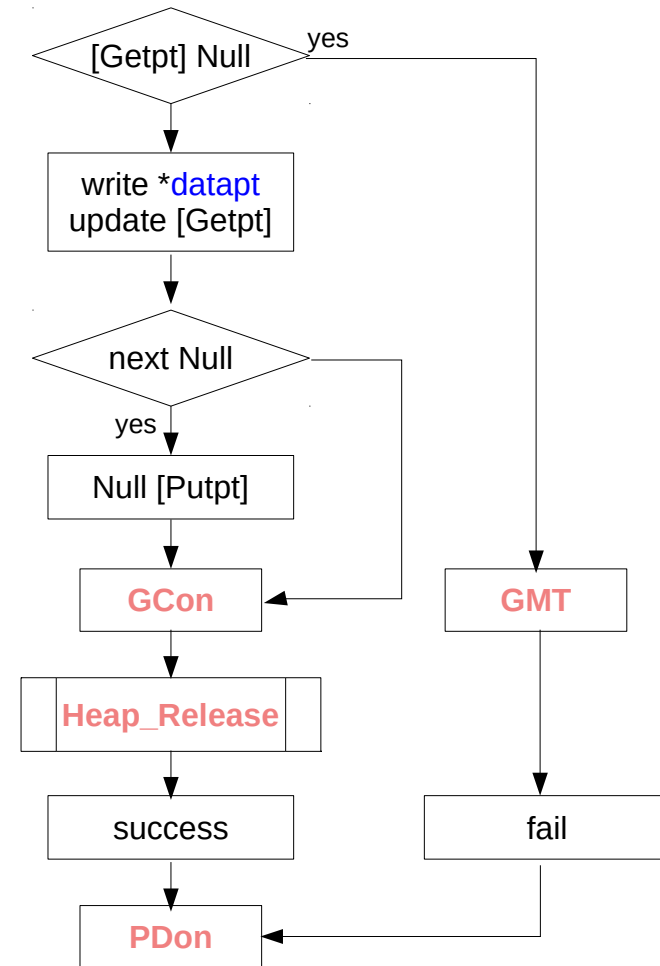 [Getpt] Null
yes
write *datapt
update [Getpt]
next Null
yes
Null [Putpt]
GCon
GMT
Heap_Release
success
fail
PDon